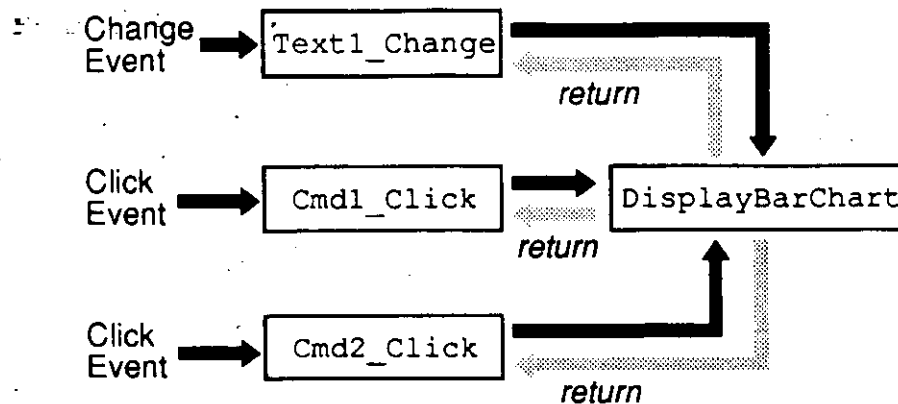 Change
Event
Text1_Change
return
Click
Event
Cmd1_Click
DisplayBarChart
return
Click
Event
Cmd2_Click
return